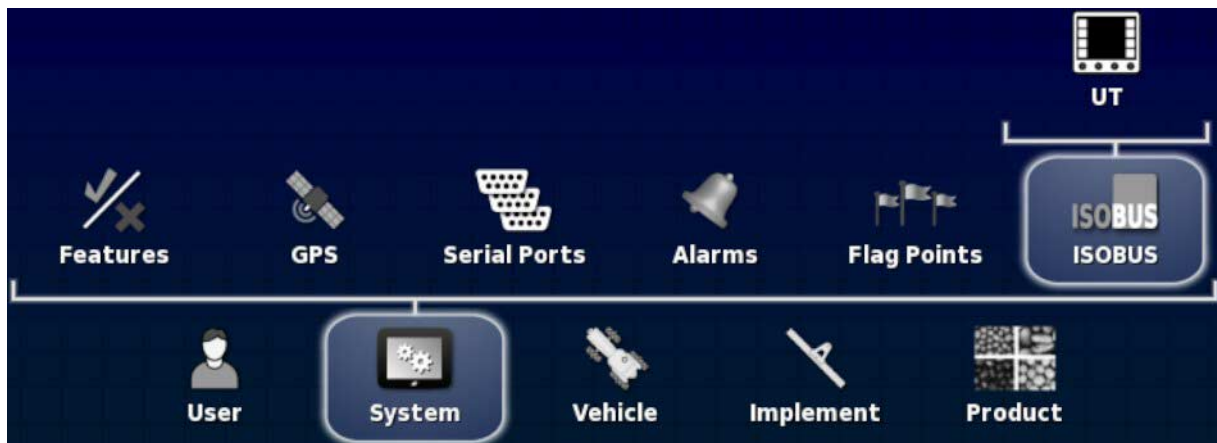 UT
ISOBUS
Features
GPS
Serial Ports
Alarms
Flag Points
ISOBUS
User
System
Vehicle
Implement
Product